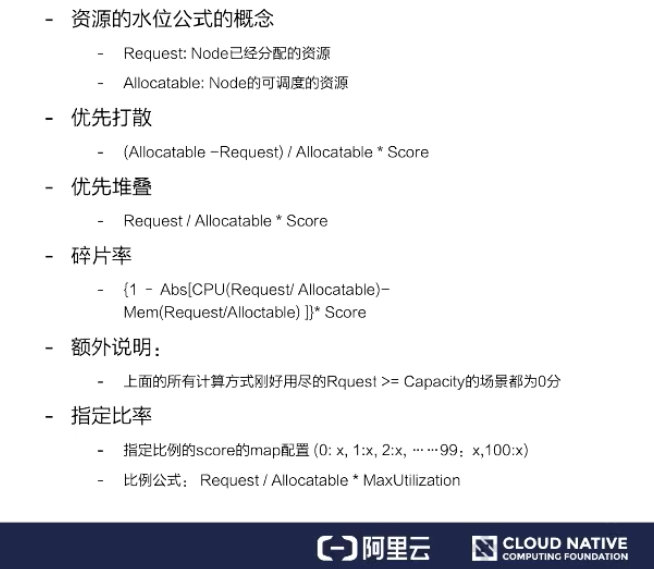 - 资源的水位公式的概念
- Request: Node已经分配的资源
- Allocatable: Node的可调度的资源
- 优先打散
- (Allocatable -Request) / Allocatable * Score
- 优先堆叠
- Request / Allocatable * Score
- 碎片率
- {1 - Abs[CPU(Request/ Allocatable)-
Mem(Request/Alloctable) ]}* Score
- 额外说明：
- 上面的所有计算方式刚好用尽的Rquest >= Capacity的场景都为0分
- 指定比率
- 指定比例的score的map配置 (0: x, 1:x, 2:x, ……99：x,100:x)
- 比例公式： Request / Allocatable * MaxUtilization
阿里云
CLOUD NATIVE
COMPUTING FOUNDATION